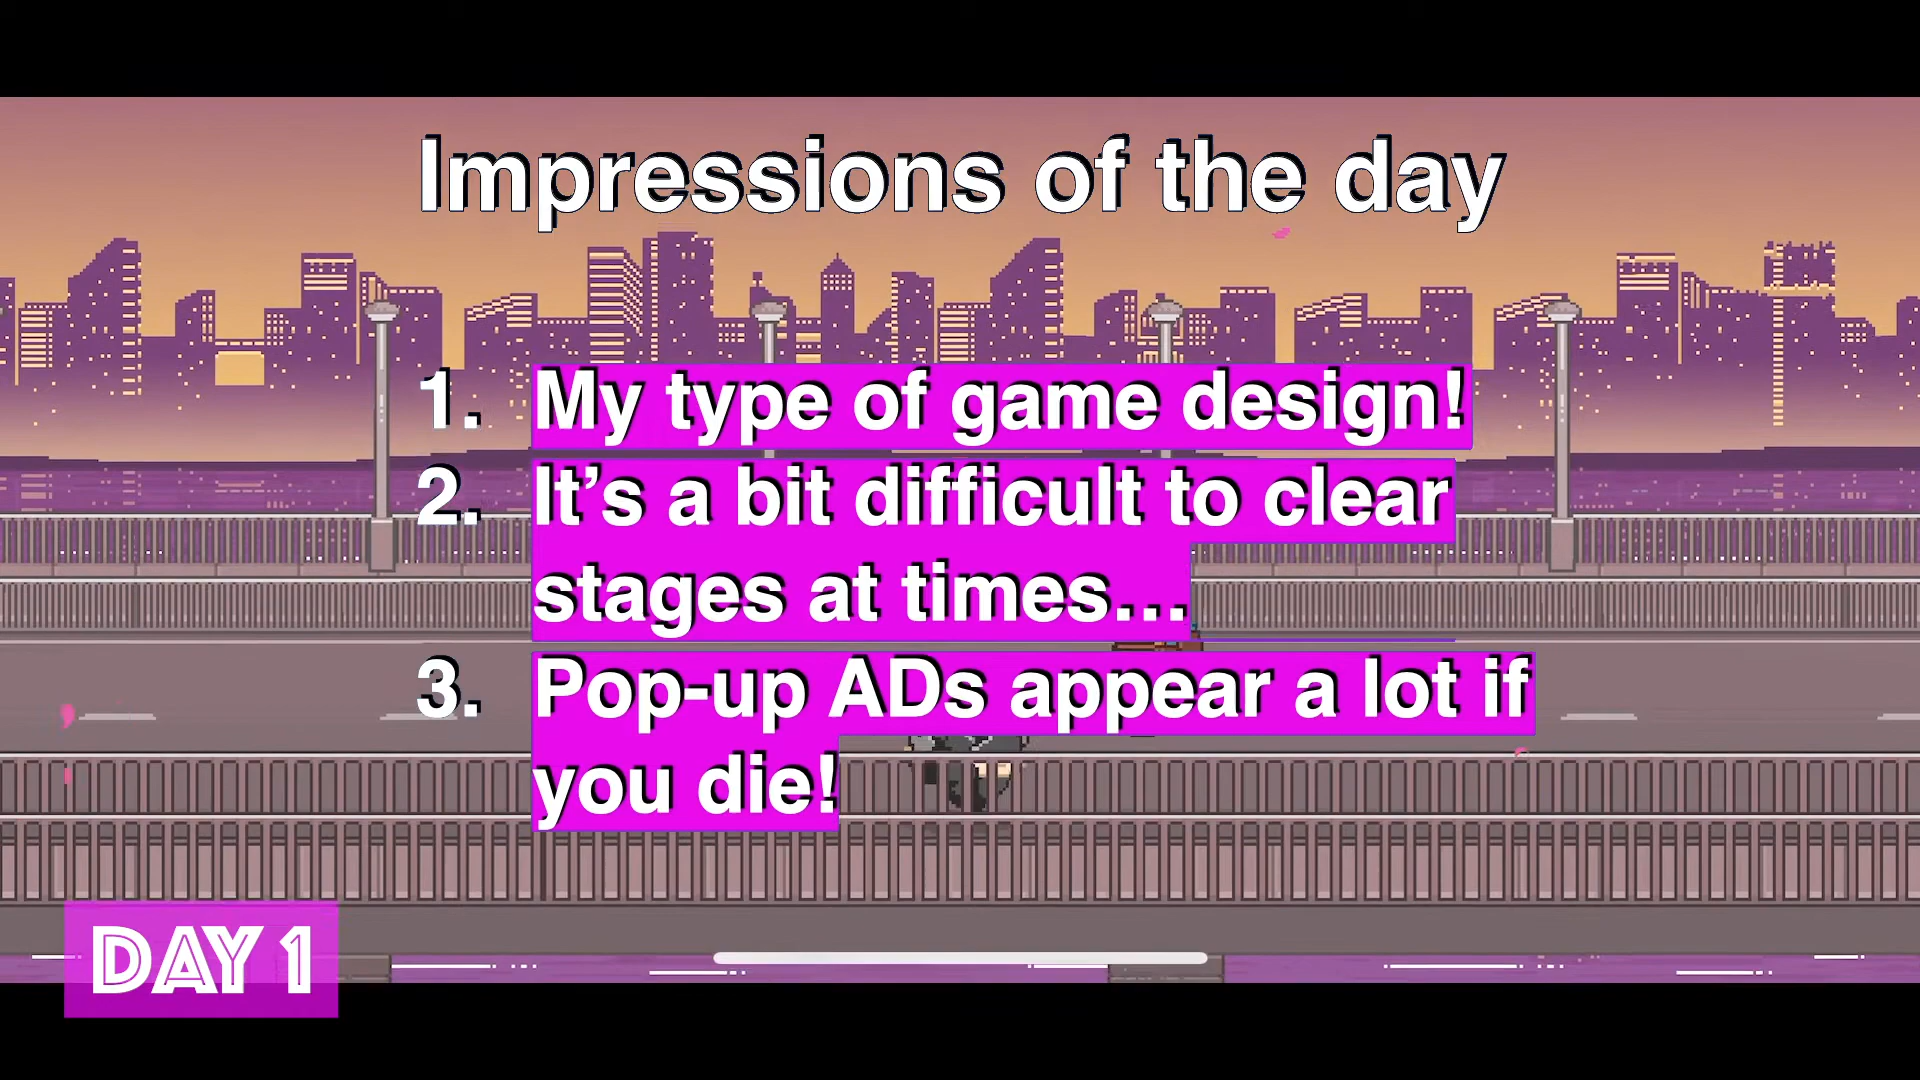 Impressions of the day
1. My type of game design!
2. It’s a bit difficult to clear
stages at times…
3. Pop-up ADs appear a lot if
you die!
DAY 1